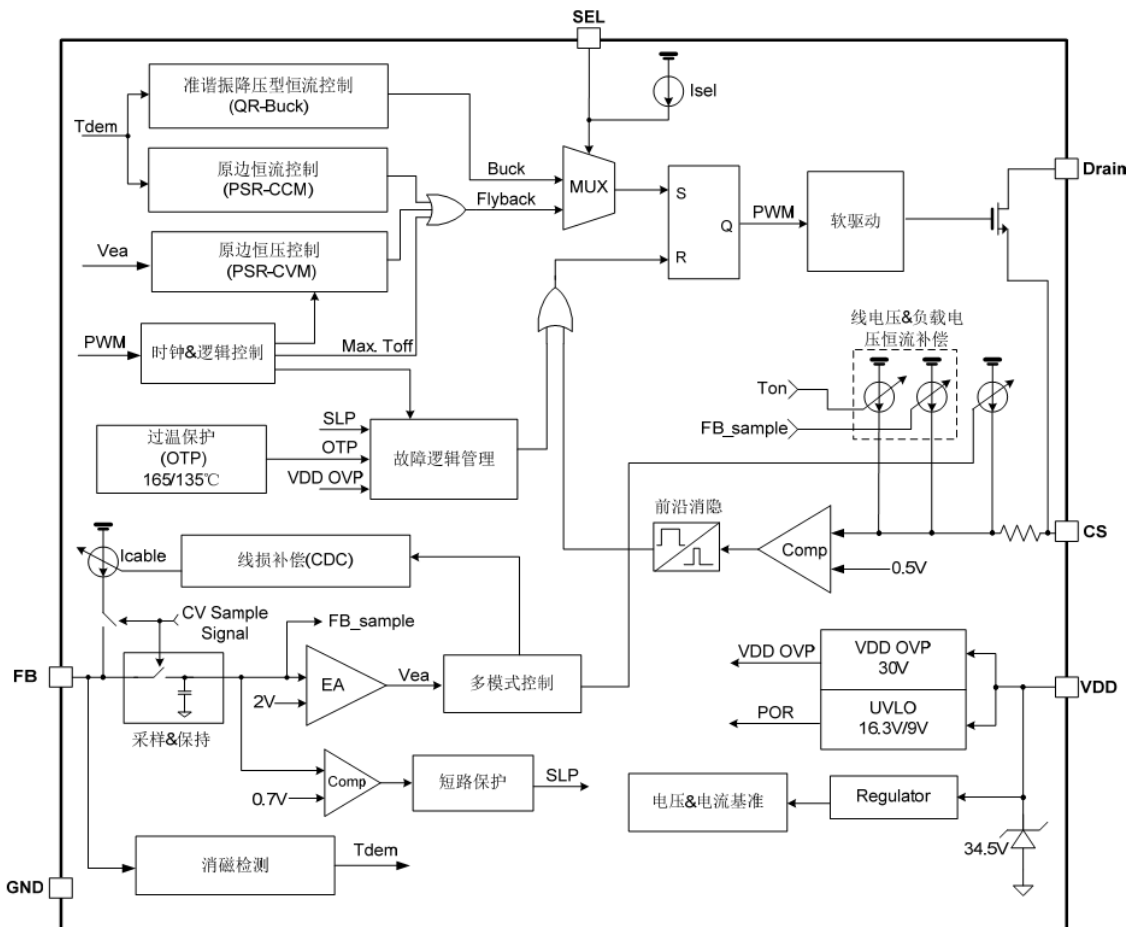 SEL
准谐振降压型恒流控制
(QR-Buck)
Isel
Tdem
原边恒流控制
(PSR-CCM)
Buck
Flyback
MUX
S
R
Q
PWM
软驱动
Drain
Vea
原边恒压控制
(PSR-CVM)
PWM
时钟&逻辑控制
Max. Toff
线电压&负载电
压恒流补偿
Ton
FB_sample
过温保护
(OTP)
165/135℃
SLP
OTP
VDD OVP
故障逻辑管理
前沿消隐
Comp
0.5V
CS
Icable
线损补偿(CDC)
CV Sample
Signal
FB_sample
FB
EA
2V
Vea
多模式控制
采样&保持
VDD OVP
VDD OVP
30V
POR
UVLO
16.3V/9V
VDD
Comp
0.7V
短路保护
SLP
电压&电流基准
Regulator
34.5V
消磁检测
Tdem
GND